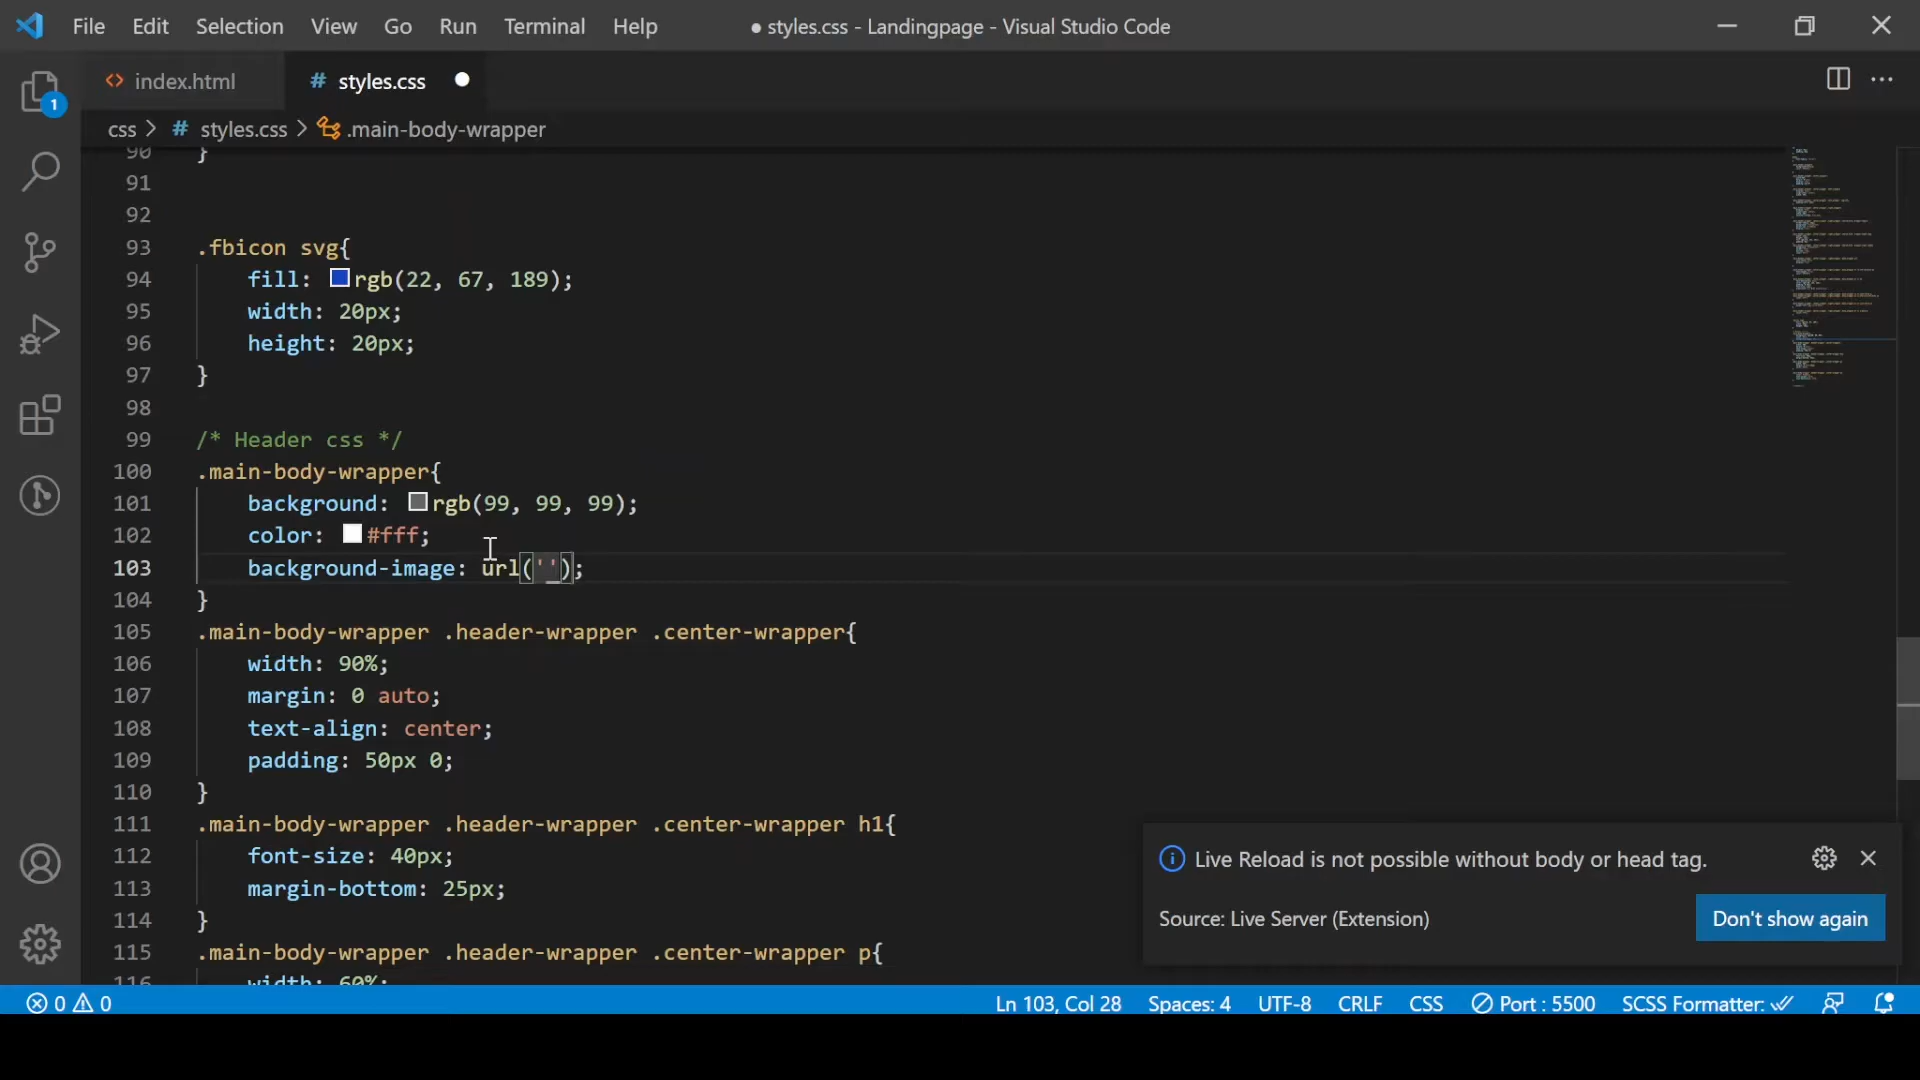 File Edit Selection View Go Run Terminal Help ● styles.css - Landingpage - Visual Studio Code
<> index.html # styles.css ●
1
css > # styles.css > .main-body-wrapper
90 }
91
92
93 .fbicon svg{
94 fill: rgb(22, 67, 189);
95 width: 20px;
96 height: 20px;
97 }
98
99 /* Header css */
100 .main-body-wrapper{
101 background: rgb(99, 99, 99);
102 color: #fff;
103 background-image: url('');
104 }
105 .main-body-wrapper .header-wrapper .center-wrapper{
106 width: 90%;
107 margin: 0 auto;
108 text-align: center;
109 padding: 50px 0;
110 }
111 .main-body-wrapper .header-wrapper .center-wrapper h1{
112 font-size: 40px;
113 margin-bottom: 25px;
114 }
115 .main-body-wrapper .header-wrapper .center-wrapper p{
116 width: 60%;
Live Reload is not possible without body or head tag.
Source: Live Server (Extension) Don't show again
0 0 Ln 103, Col 28 Spaces: 4 UTF-8 CRLF CSS Port : 5500 SCSS Formatter: